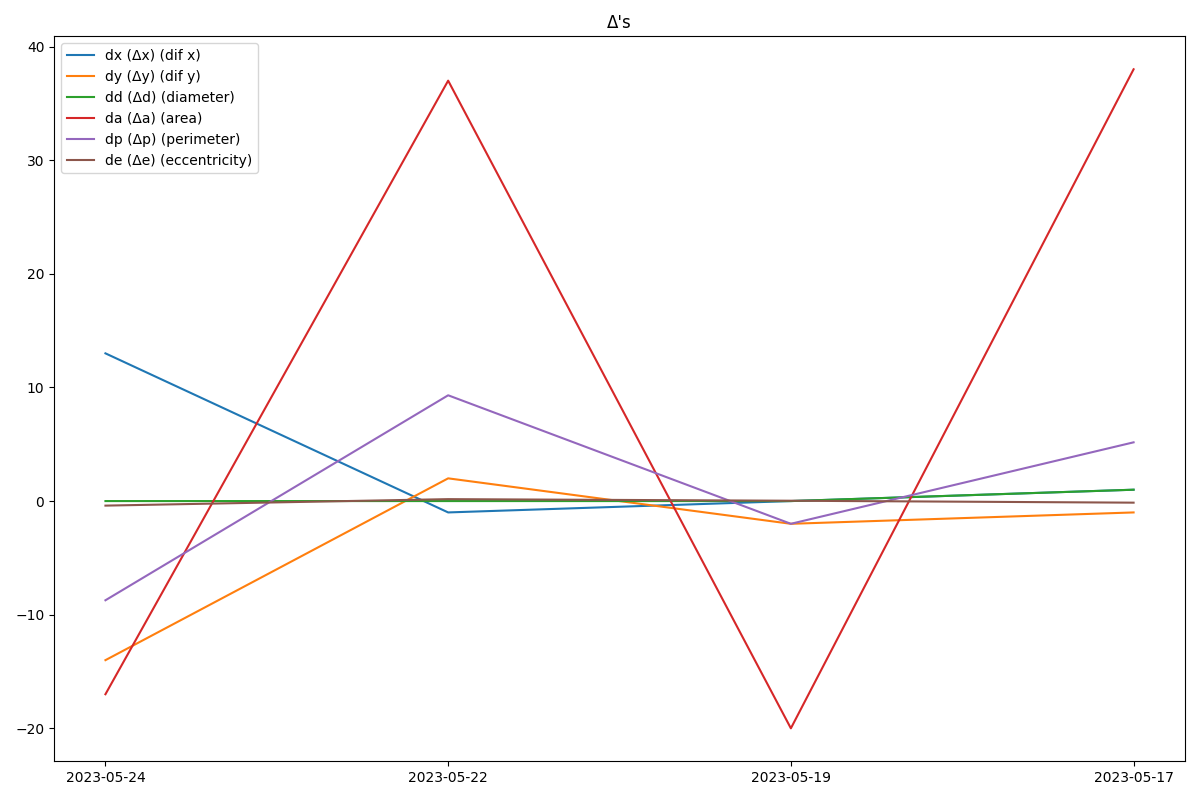 Δ's
dx (Δx) (dif x)
dy (Δy) (dif y)
dd (Δd) (diameter)
da (Δa) (area)
dp (Δp) (perimeter)
de (Δe) (eccentricity)
40
30
20
10
0
−10
−20
2023-05-24 2023-05-22 2023-05-19 2023-05-17